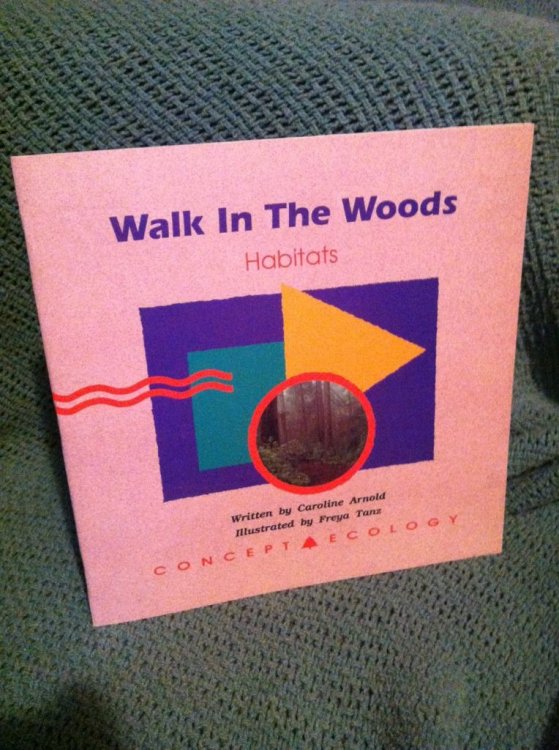 Walk In The Woods
Habitats
Written by Caroline Arnold
Illustrated by Freya Tanz
CONCEPT ECOLOGY